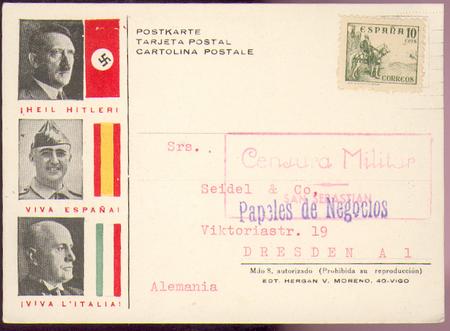 POSTKARTE
TARJETA POSTAL
CARTOLINA POSTALE
ESPAÑA 10
CTS
CORREOS
¡HEIL HITLER!
VIVA ESPAÑA!
¡VIVA L'ITALIA!
Srs.
Censura Militar
Seidel & Co,
SAN SEBASTIAN
Papeles de Negocios
Viktoriastr. 19
DRESDEN A 1
Alemania
Mdo 8, autorizado (Prohibida su reproducción)
EDT. HERGAN V. MORENO, 40-VIGO